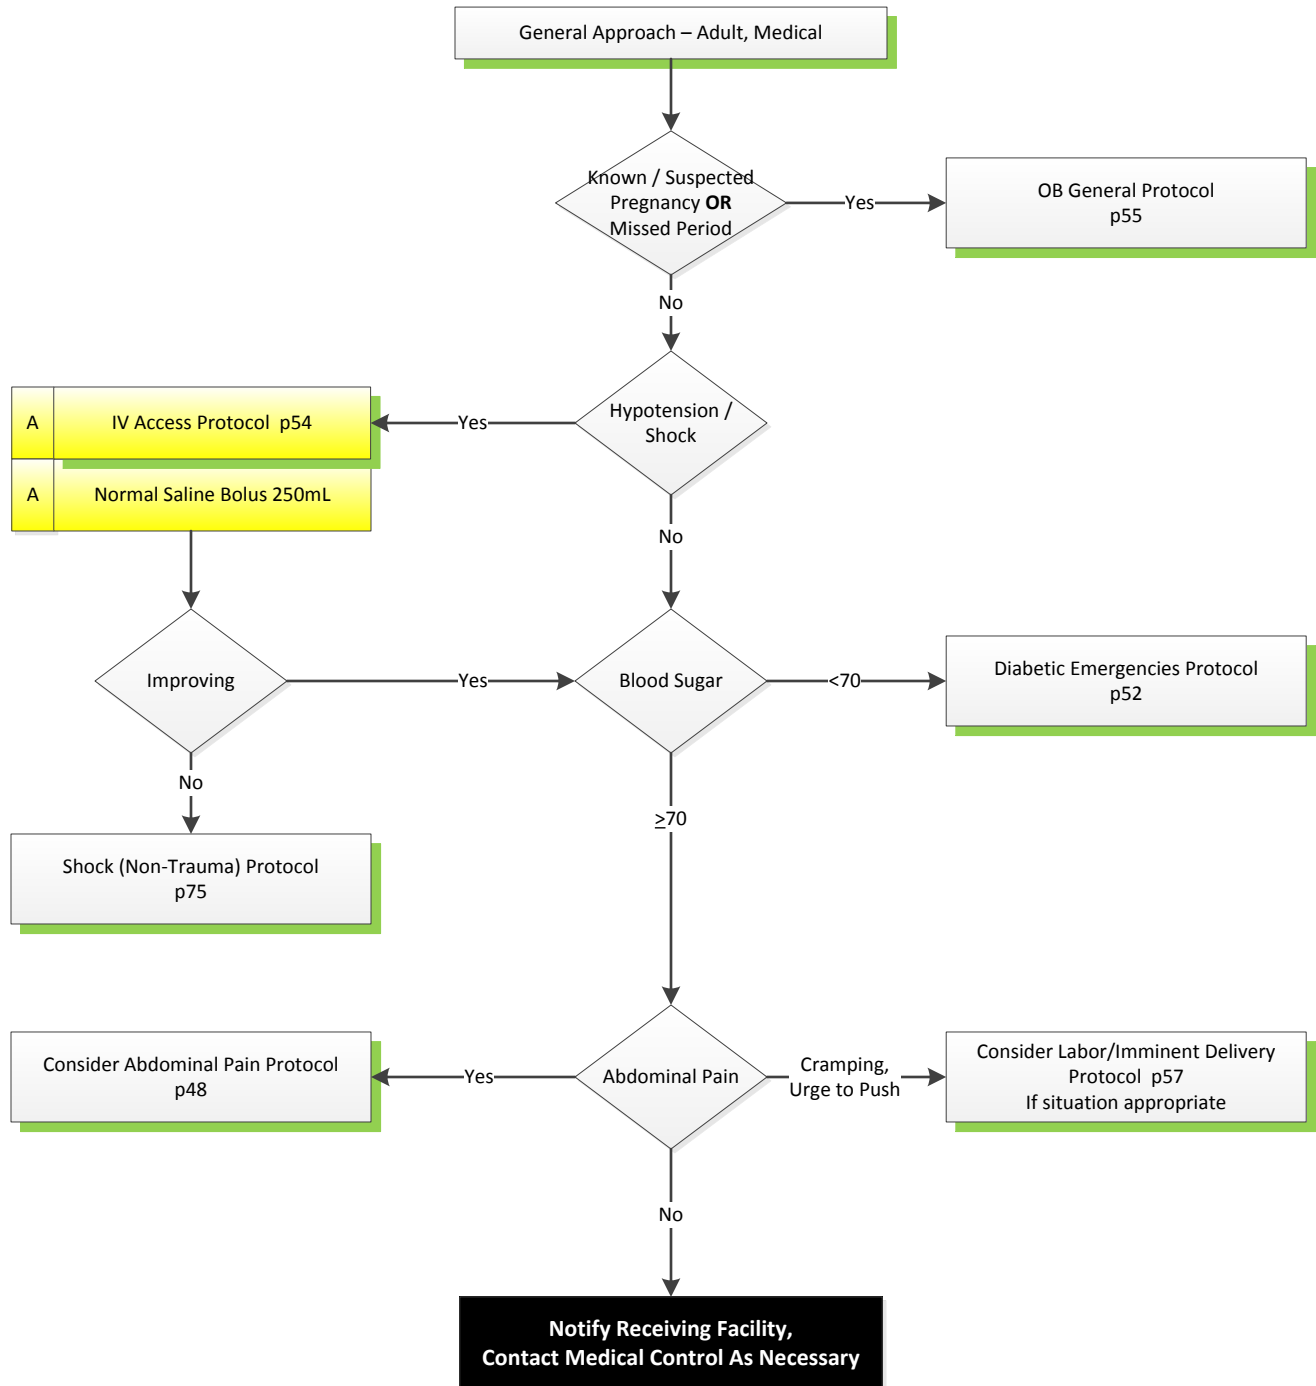 General Approach – Adult, Medical
Known / Suspected
Pregnancy OR
Missed Period
Yes
OB General Protocol
p55
No
Hypotension /
Shock
Yes
A
IV Access Protocol  p54
A
Normal Saline Bolus 250mL
No
Improving
Yes
Blood Sugar
<70
Diabetic Emergencies Protocol
p52
No
≥70
Shock (Non-Trauma) Protocol
p75
Consider Abdominal Pain Protocol
p48
Yes
Abdominal Pain
Cramping,
Urge to Push
Consider Labor/Imminent Delivery
Protocol  p57
If situation appropriate
No
Notify Receiving Facility,
Contact Medical Control As Necessary